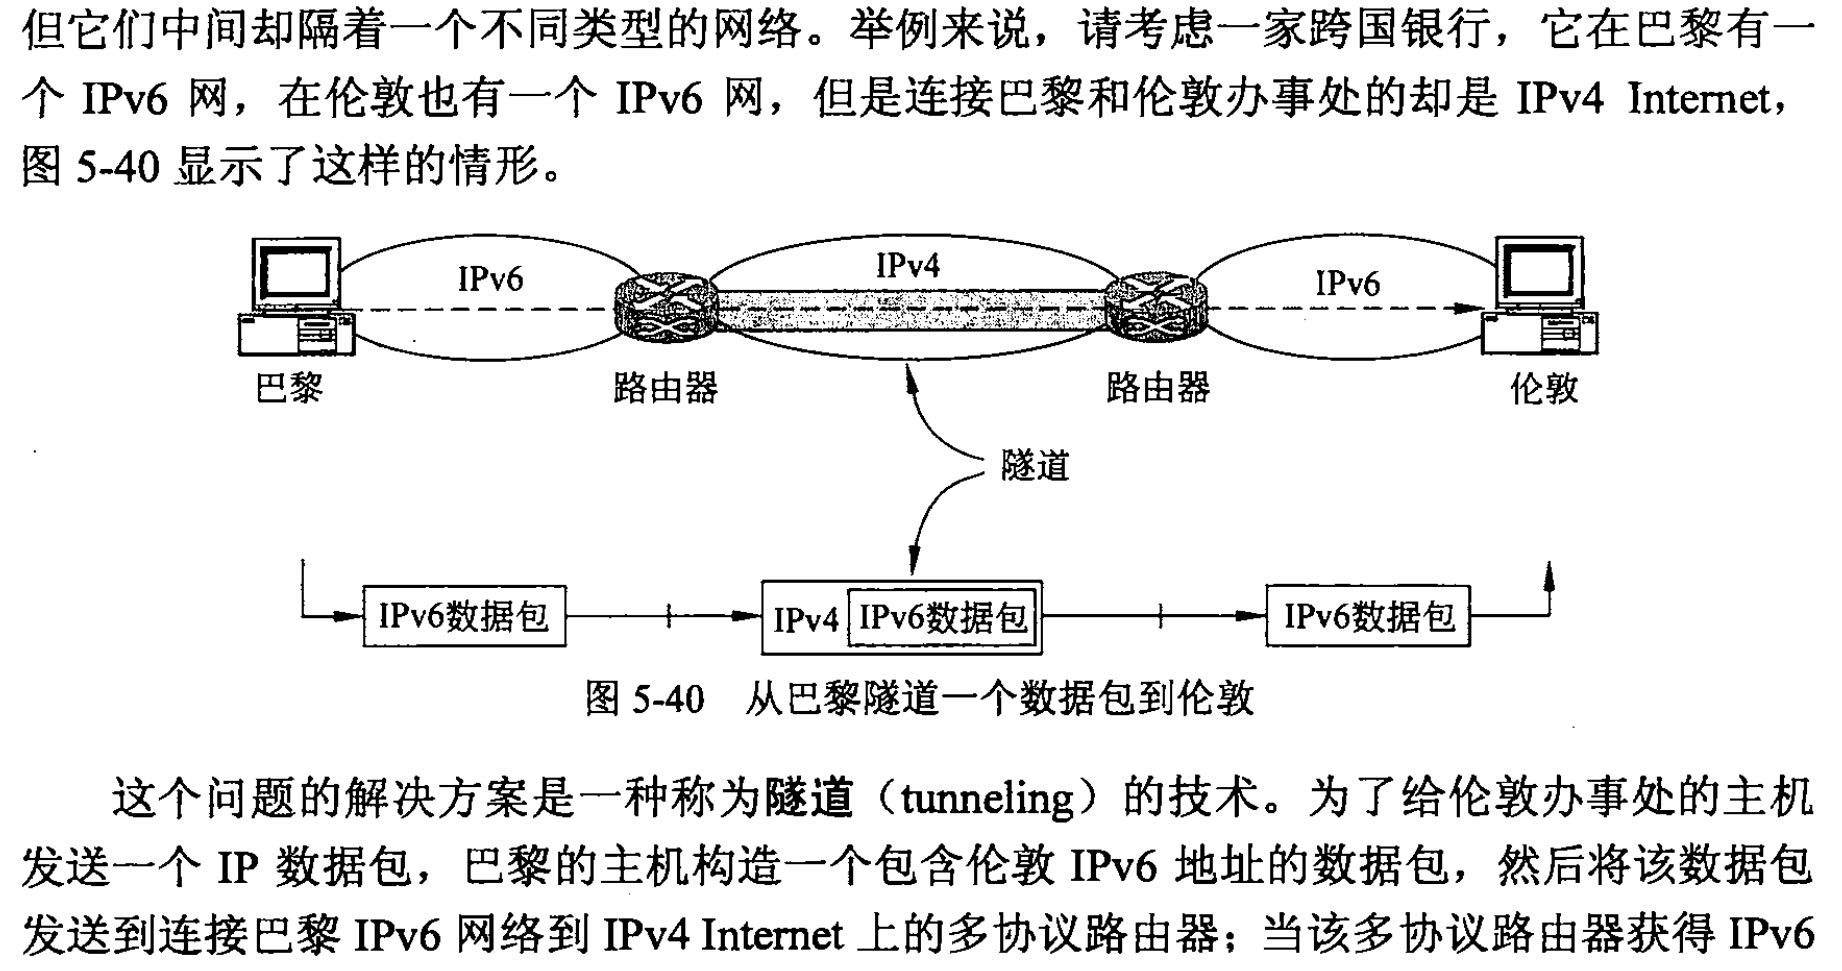 但它们中间却隔着一个不同类型的网络。举例来说，请考虑一家跨国银行，它在巴黎有一
个 IPv6 网，在伦敦也有一个 IPv6 网，但是连接巴黎和伦敦办事处的却是 IPv4 Internet，
图 5-40 显示了这样的情形。
IPv6
IPv4
IPv6
巴黎
路由器
路由器
伦敦
隧道
IPv6数据包
IPv4
IPv6数据包
IPv6数据包
图 5-40 从巴黎隧道一个数据包到伦敦
这个问题的解决方案是一种称为隧道（tunneling）的技术。为了给伦敦办事处的主机
发送一个 IP 数据包，巴黎的主机构造一个包含伦敦 IPv6 地址的数据包，然后将该数据包
发送到连接巴黎 IPv6 网络到 IPv4 Internet 上的多协议路由器；当该多协议路由器获得 IPv6